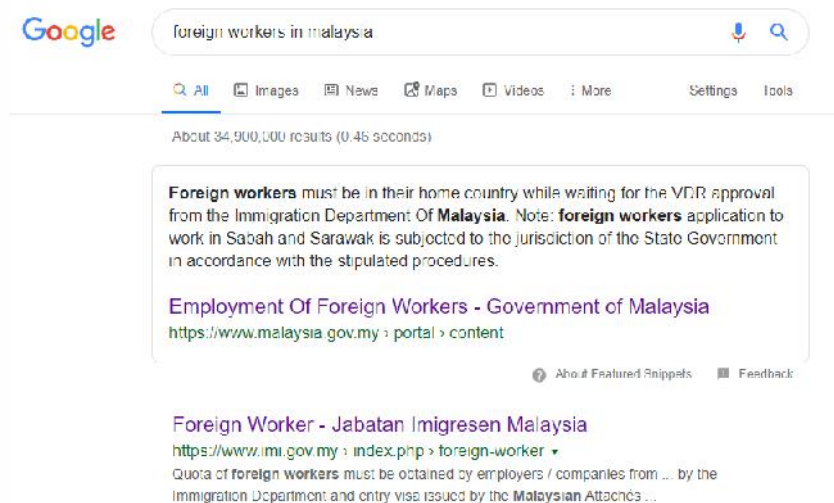 Google
foreign workers in malaysia
All Images News Maps Videos More Settings Tools
About 34,900,000 results (0.46 seconds)
Foreign workers must be in their home country while waiting for the VDR approval
from the Immigration Department Of Malaysia. Note: foreign workers application to
work in Sabah and Sarawak is subjected to the jurisdiction of the State Government
in accordance with the stipulated procedures.
Employment Of Foreign Workers - Government of Malaysia
https://www.malaysia.gov.my › portal › content
About Featured Snippets Feedback
Foreign Worker - Jabatan Imigresen Malaysia
https://www.imi.gov.my › index.php › foreign-worker
Quota of foreign workers must be obtained by employers / companies from ... by the
Immigration Department and entry visa issued by the Malaysian Attachés ...